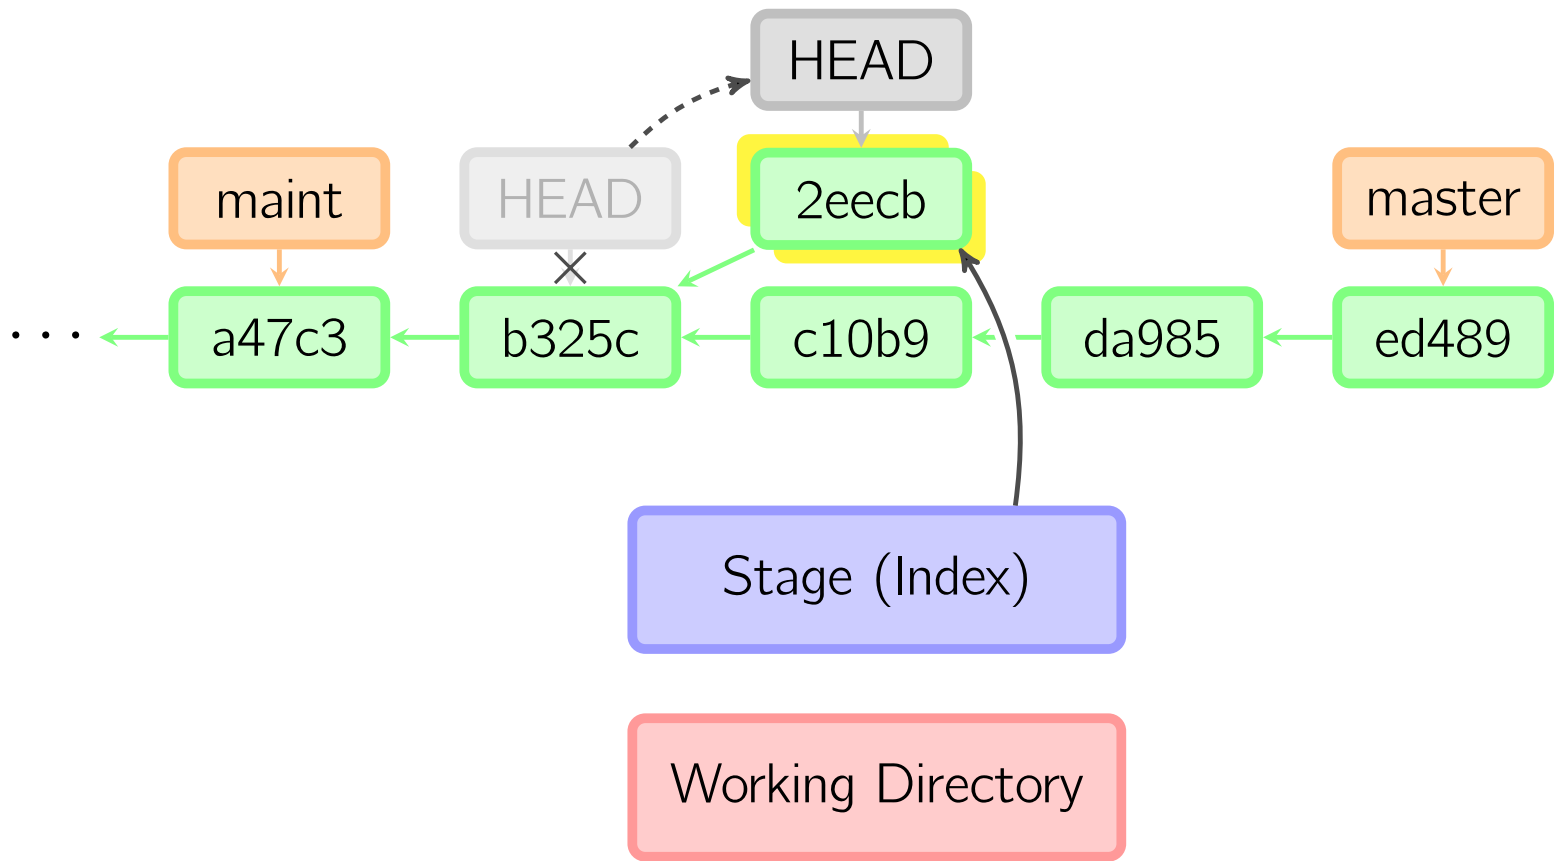 HEAD
maint
HEAD
2eecb
master
...
a47c3
b325c
c10b9
da985
ed489
Stage (Index)
Working Directory